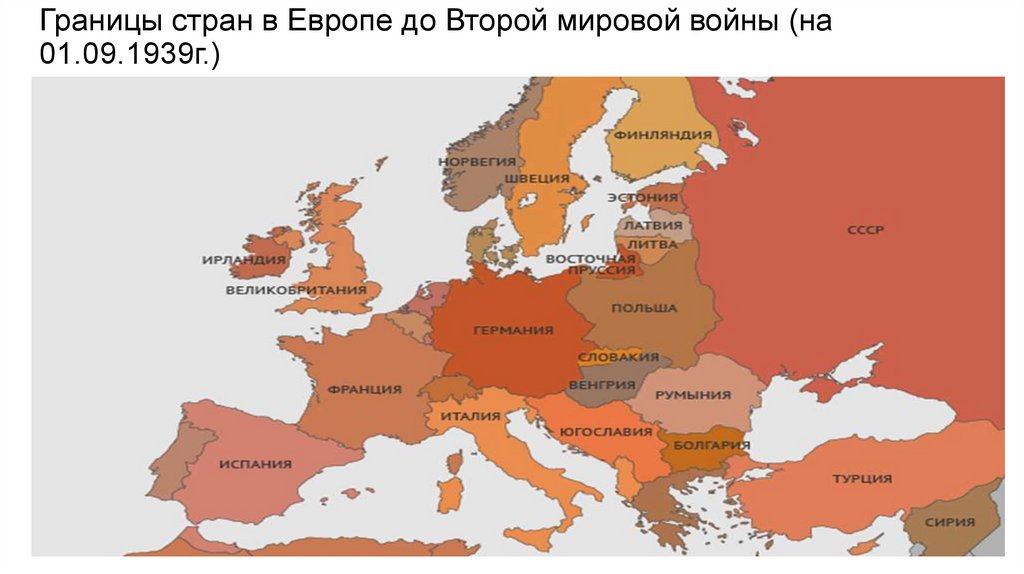 Границы стран в Европе до Второй мировой войны (на
01.09.1939г.)
ФИНЛЯНДИЯ
НОРВЕГИЯ
ШВЕЦИЯ
ЭСТОНИЯ
ЛАТВИЯ
СССР
ЛИТВА
ИРЛАНДИЯ
ВОСТОЧНАЯ
ПРУССИЯ
ВЕЛИКОБРИТАНИЯ
ПОЛЬША
ГЕРМАНИЯ
СЛОВАКИЯ
ВЕНГРИЯ
ФРАНЦИЯ
РУМЫНИЯ
ИТАЛИЯ
ЮГОСЛАВИЯ
БОЛГАРИЯ
ИСПАНИЯ
ТУРЦИЯ
СИРИЯ